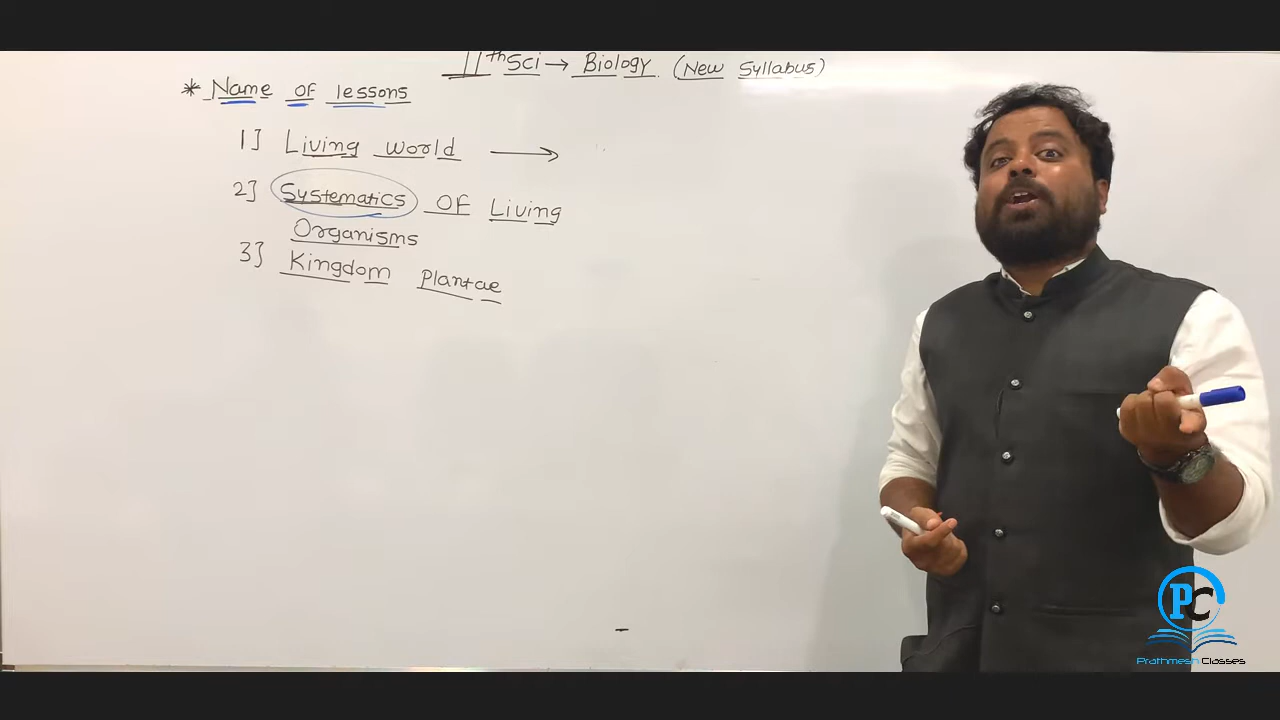 11th Sci → Biology (New Syllabus)
* Name OF lessons
1] Living world →
2] Systematics OF Living
Organisms
3] Kingdom Plantae
PC
Prathmesh Classes